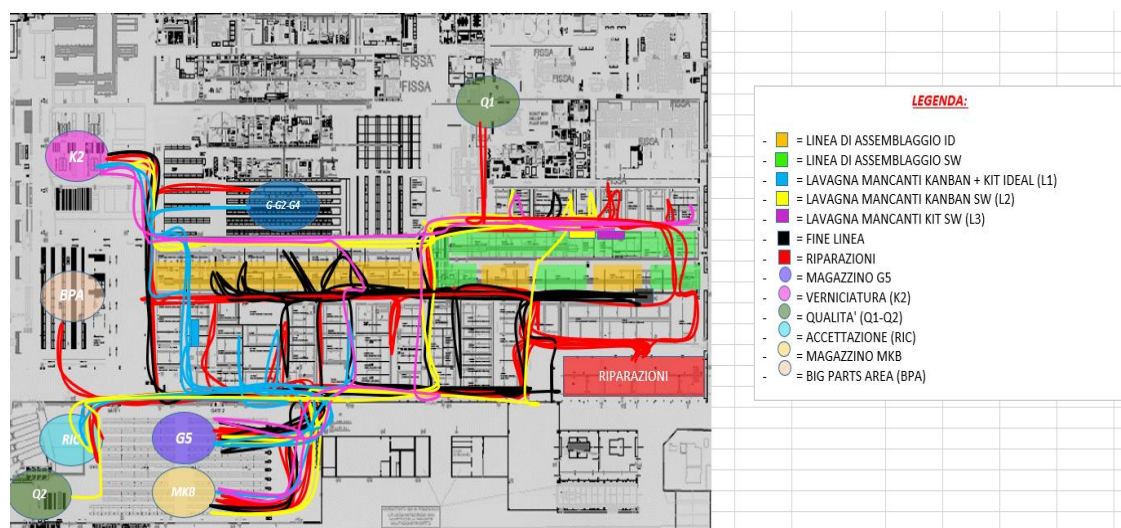 FISSA
FISSA
FISSA
FISSA
FISSA
Q1
K2
G-G2-G4
BPA
RIPARAZIONI
RIC
G5
Q2
MKB
LEGENDA:
- = LINEA DI ASSEMBLAGGIO ID
- = LINEA DI ASSEMBLAGGIO SW
- = LAVAGNA MANCANTI KANBAN + KIT IDEAL (L1)
- = LAVAGNA MANCANTI KANBAN SW (L2)
- = LAVAGNA MANCANTI KIT SW (L3)
- = FINE LINEA
- = RIPARAZIONI
- = MAGAZZINO G5
- = VERNICIATURA (K2)
- = QUALITA' (Q1-Q2)
- = ACCETTAZIONE (RIC)
- = MAGAZZINO MKB
- = BIG PARTS AREA (BPA)